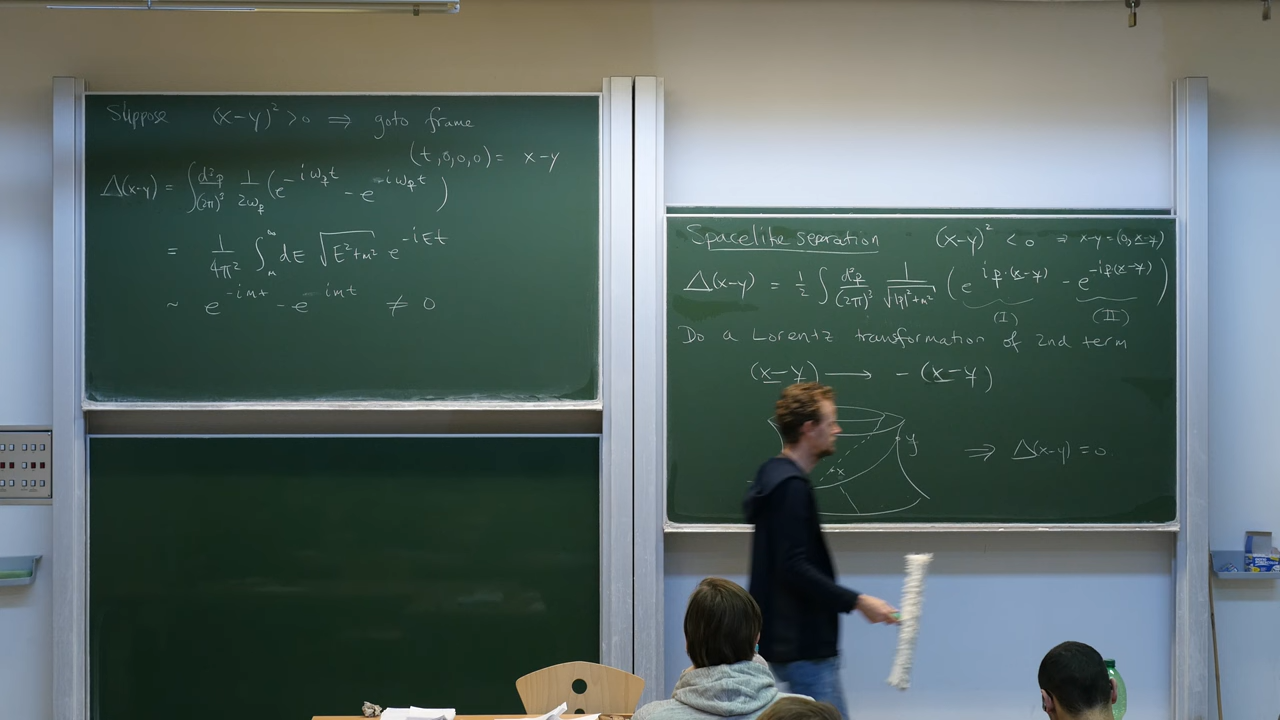 Suppose (x-y)² >0 ⇒ goto frame
(t,0,0,0) = x-y
Δ(x-y) = ∫ d³p/(2π)³ 1/2ω_p (e^{-iω_p t} - e^{-iω_p t})
= 1/4π² ∫_m^∞ dE √(E²+m²) e^{-iEt}
~ e^{-imt} - e^{imt} ≠ 0
Spacelite seperation (x-y)² < 0 ⇒ x-y = (0, x-y)
Δ(x-y) = 1/2 ∫ d³p/(2π)³ 1/√(|p|²+m²) (e^{ip·(x-y)} - e^{-ip(x-y)})
(I) (II)
Do a Lorentz transformation of 2nd term
(x-y) → - (x-y)
y
x
⇒ Δ(x-y) = 0.